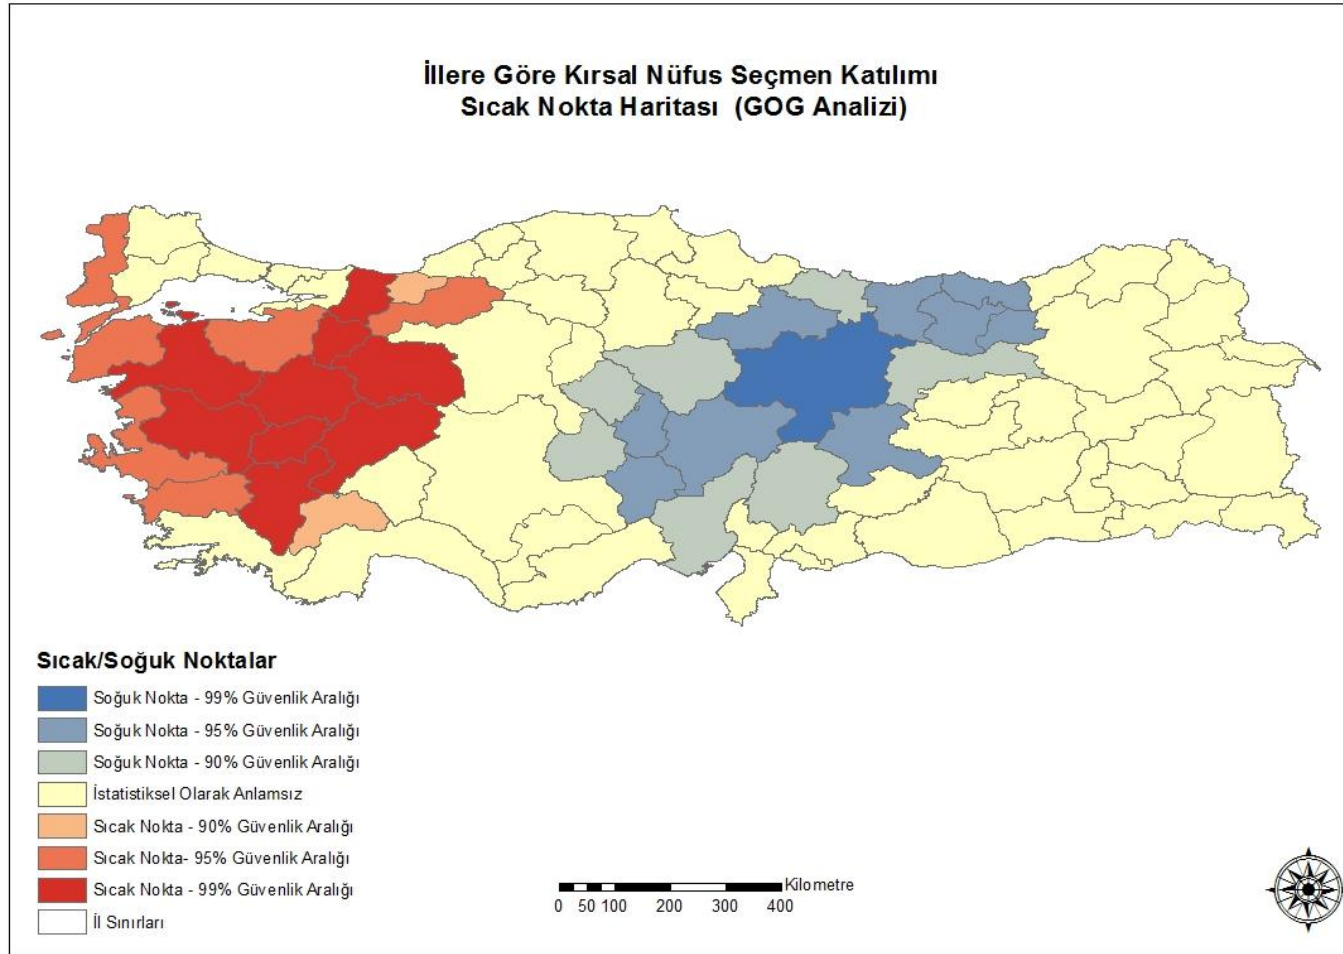 İllere Göre Kırsal Nüfus Seçmen Katılımı
Sıcak Nokta Haritası (GOG Analizi)
Sıcak/Soğuk Noktalar
Soğuk Nokta - 99% Güvenlik Aralığı
Soğuk Nokta - 95% Güvenlik Aralığı
Soğuk Nokta - 90% Güvenlik Aralığı
İstatistiksel Olarak Anlamsız
Sıcak Nokta - 90% Güvenlik Aralığı
Sıcak Nokta- 95% Güvenlik Aralığı
Sıcak Nokta - 99% Güvenlik Aralığı
İl Sınırları
Kilometre
0 50 100 200 300 400